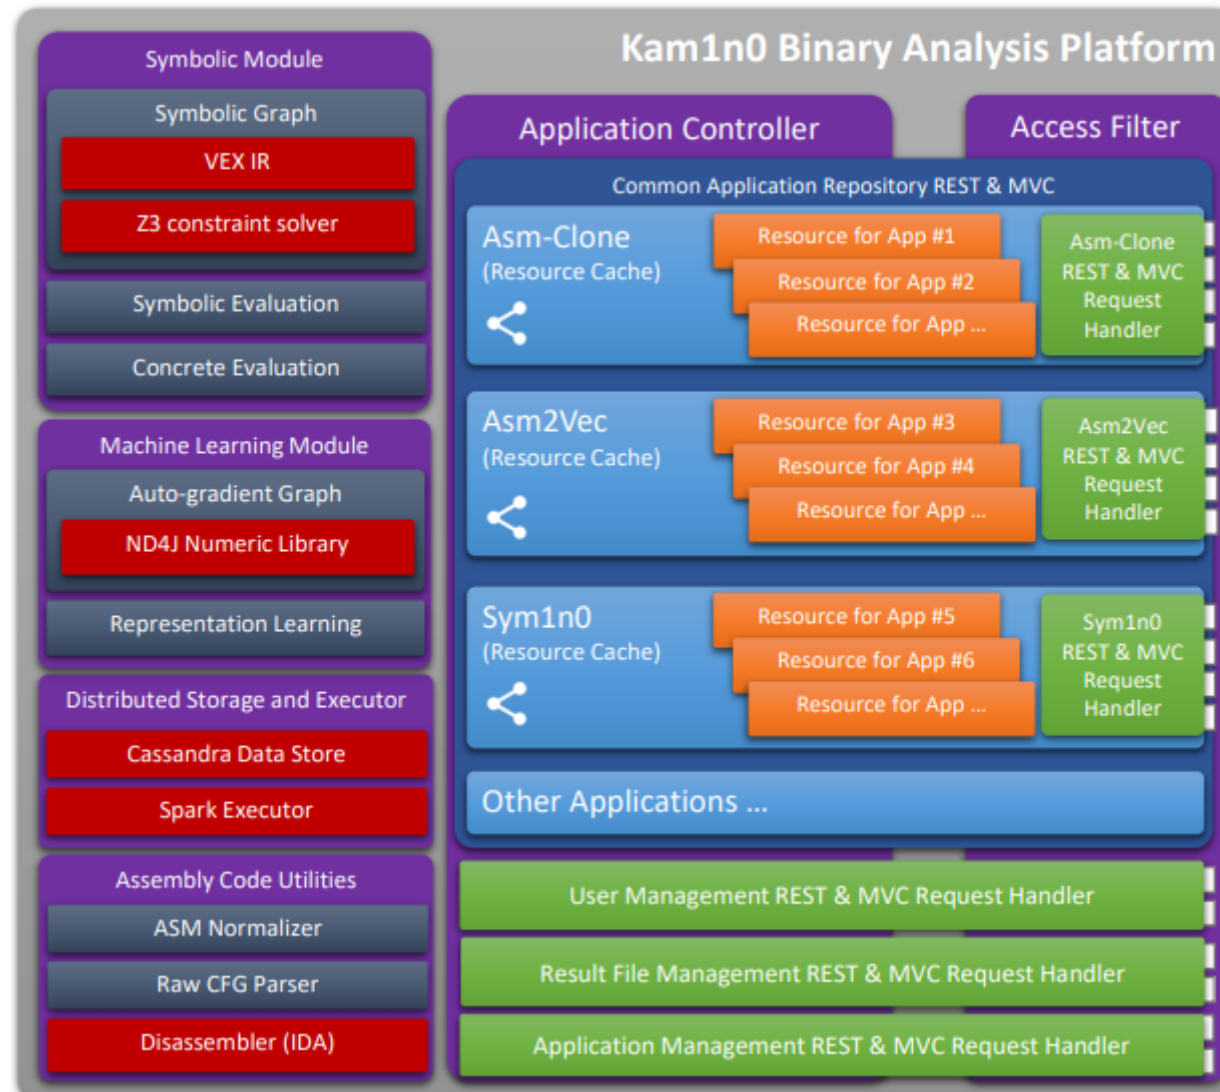 Kam1n0 Binary Analysis Platform
Symbolic Module
Symbolic Graph
VEX IR
Z3 constraint solver
Symbolic Evaluation
Concrete Evaluation
Machine Learning Module
Auto-gradient Graph
ND4J Numeric Library
Representation Learning
Distributed Storage and Executor
Cassandra Data Store
Spark Executor
Assembly Code Utilities
ASM Normalizer
Raw CFG Parser
Disassembler (IDA)
Application Controller
Access Filter
Common Application Repository REST & MVC
Asm-Clone
(Resource Cache)
Resource for App #1
Resource for App #2
Resource for App ...
Asm-Clone
REST & MVC
Request
Handler
Asm2Vec
(Resource Cache)
Resource for App #3
Resource for App #4
Resource for App ...
Asm2Vec
REST & MVC
Request
Handler
Sym1n0
(Resource Cache)
Resource for App #5
Resource for App #6
Resource for App ...
Sym1n0
REST & MVC
Request
Handler
Other Applications ...
User Management REST & MVC Request Handler
Result File Management REST & MVC Request Handler
Application Management REST & MVC Request Handler